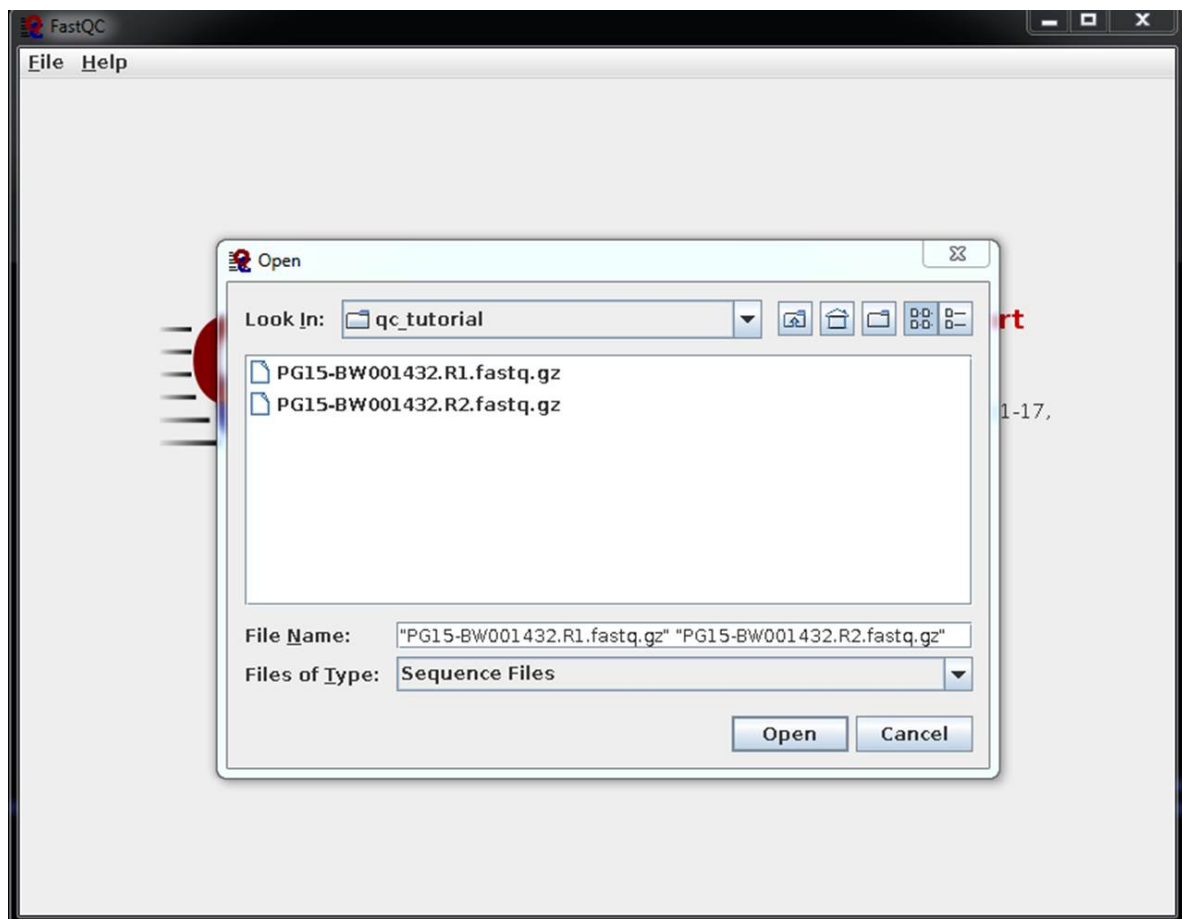 FastQC
File Help
Open
Look In: qc_tutorial
rt
PG15-BW001432.R1.fastq.gz
PG15-BW001432.R2.fastq.gz
1-17,
File Name: "PG15-BW001432.R1.fastq.gz" "PG15-BW001432.R2.fastq.gz"
Files of Type: Sequence Files
Open Cancel